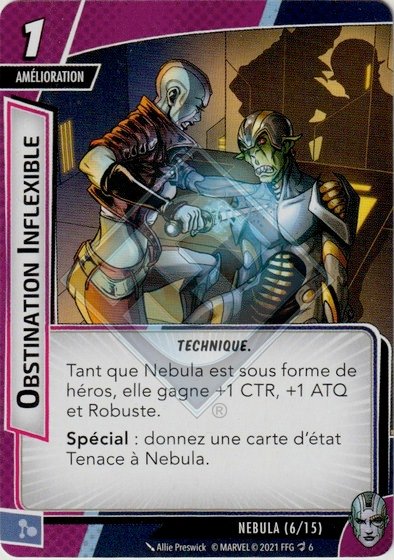 1
AMÉLIORATION
OBSTINATION INFLEXIBLE
TECHNIQUE.
Tant que Nebula est sous forme de
héros, elle gagne +1 CTR, +1 ATQ
et Robuste.
®
Spécial : donnez une carte d'état
Tenace à Nebula.
NEBULA (6/15)
Allie Preswick © MARVEL © 2021 FFG 6